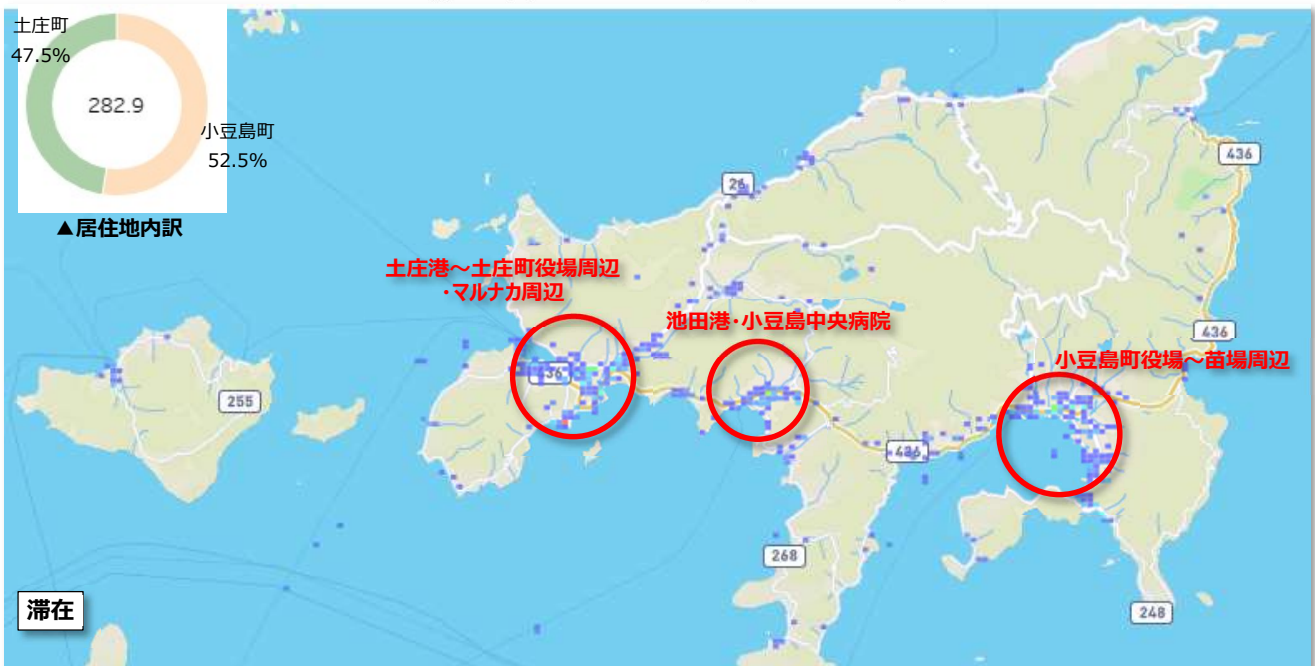 土庄町
47.5%
282.9
小豆島町
52.5%
▲居住地内訳
436
26
土庄港～土庄町役場周辺
・マルナカ周辺
池田港・小豆島中央病院
436
小豆島町役場～苗場周辺
436
255
436
268
248
滞在